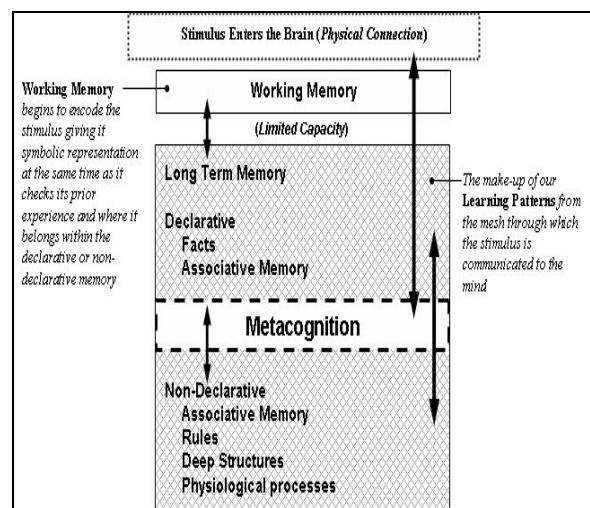 Stimulus Enters the Brain (Physical Connection)
Working Memory
begins to encode the
stimulus giving it
symbolic representation
at the same time as it
checks its prior
experience and where it
belongs within the
declarative or non-
declarative memory
Working Memory
(Limited Capacity)
Long Term Memory
Declarative
Facts
Associative Memory
The make-up of our
Learning Patterns from
the mesh through which
the stimulus is
communicated to the
mind
Metacognition
Non-Declarative
Associative Memory
Rules
Deep Structures
Physiological processes